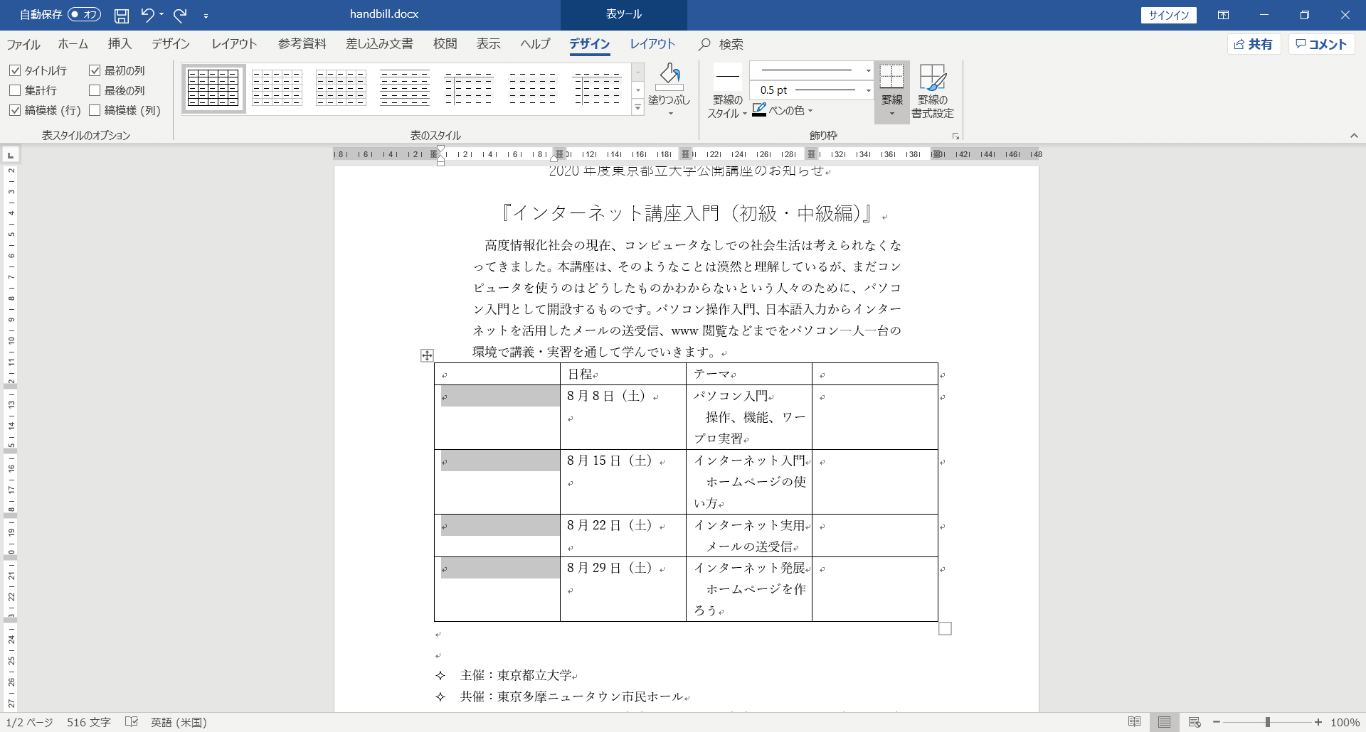 自動保存 オフ
handbill.docx
表ツール
サインイン
ファイル ホーム 挿入 デザイン レイアウト 参考資料 差し込み文書 校閲 表示 ヘルプ デザイン レイアウト 検索 共有 コメント
タイトル行 最初の列
集計行 最後の列
縞模様 (行) 縞模様 (列)
表スタイルのオプション
表のスタイル
塗りつぶし
罫線の
スタイル
0.5 pt
ペンの色
罫線
罫線の
書式設定
飾り枠
2020 年度東京都立大学公開講座のお知らせ
『インターネット講座入門（初級・中級編）』
高度情報化社会の現在、コンピュータなしでの社会生活は考えられなくな
ってきました。本講座は、そのようなことは漠然と理解しているが、まだコン
ピュータを使うのはどうしたものかわからないという人々のために、パソコ
ン入門として開設するものです。パソコン操作入門、日本語入力からインター
ネットを活用したメールの送受信、www 閲覧などまでをパソコン一人一台の
環境で講義・実習を通して学んでいきます。
日程 テーマ
8 月 8 日（土） パソコン入門
操作、機能、ワー
プロ実習
8 月 15 日（土） インターネット入門
ホームページの使
い方
8 月 22 日（土） インターネット実用
メールの送受信
8 月 29 日（土） インターネット発展
ホームページを作
ろう
✧ 主催：東京都立大学
✧ 共催：東京多摩ニュータウン市民ホール
1/2 ページ 516 文字 英語 (米国) 100%